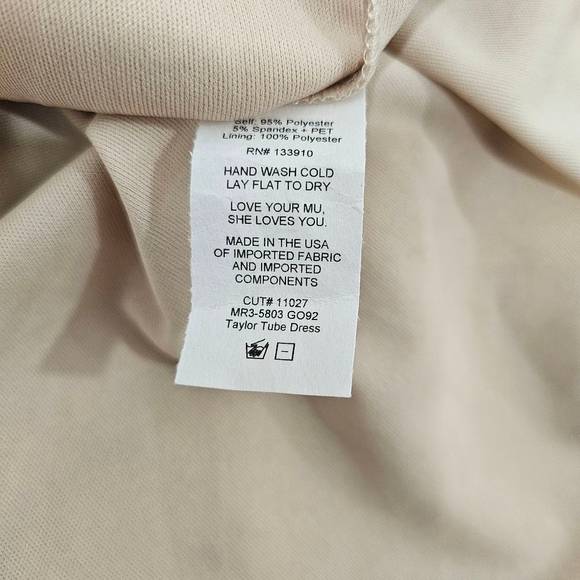 Self: 95% Polyester
5% Spandex + PET
Lining: 100% Polyester
RN# 133910
HAND WASH COLD
LAY FLAT TO DRY
LOVE YOUR MU,
SHE LOVES YOU.
MADE IN THE USA
OF IMPORTED FABRIC
AND IMPORTED
COMPONENTS
CUT# 11027
MR3-5803 GO92
Taylor Tube Dress